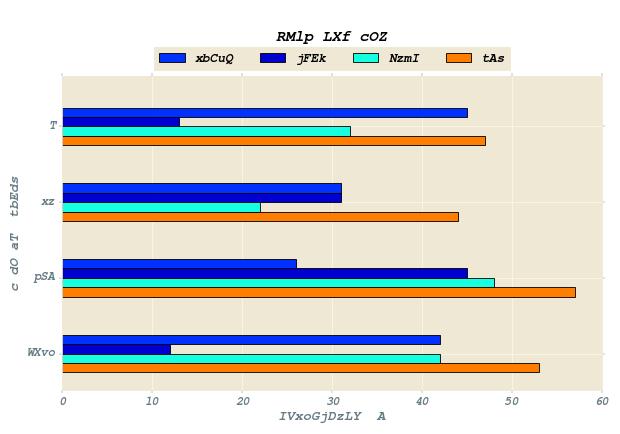 RMlp LXf cOZ
xbCuQ jFEk NzmI tAs
T
xz
pSA
WXvo
c dO aT tbEds
0 10 20 30 40 50 60
IVxoGjDzLY A